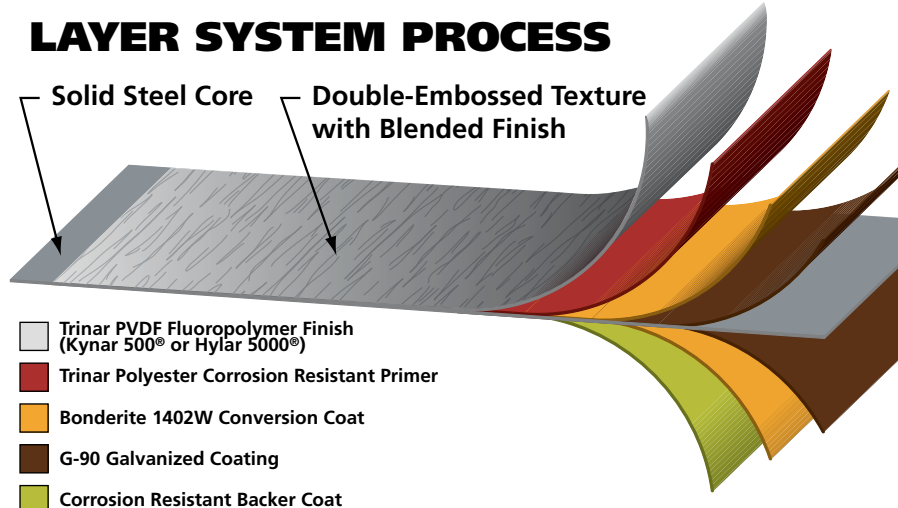 LAYER SYSTEM PROCESS
Solid Steel Core
Double-Embossed Texture
with Blended Finish
Trinar PVDF Fluoropolymer Finish
(Kynar 500® or Hylar 5000®)
Trinar Polyester Corrosion Resistant Primer
Bonderite 1402W Conversion Coat
G-90 Galvanized Coating
Corrosion Resistant Backer Coat